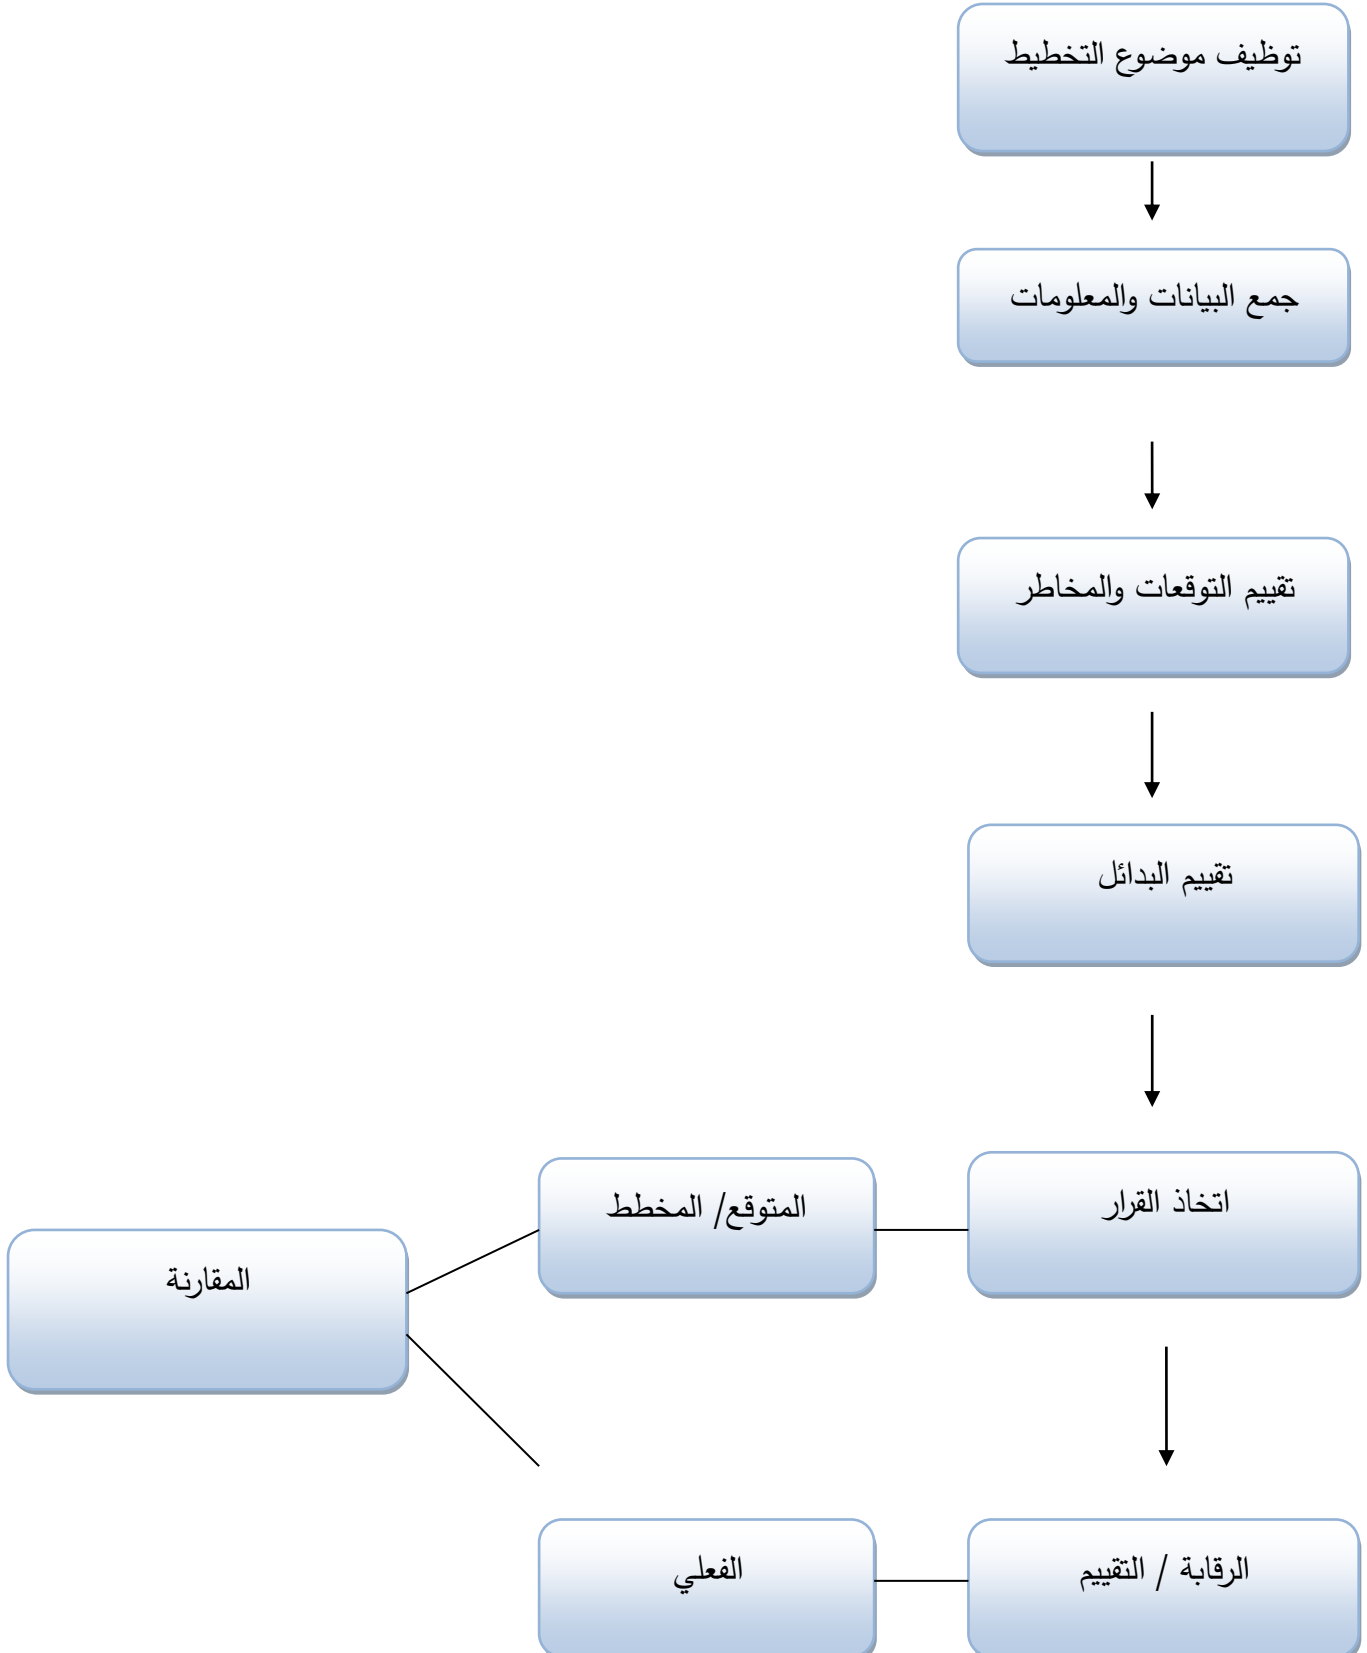 توظيف موضوع التخطيط
جمع البيانات والمعلومات
تقييم التوقعات والمخاطر
تقييم البدائل
اتخاذ القرار
المتوقع/ المخطط
المقارنة
الرقابة / التقييم
الفعلي